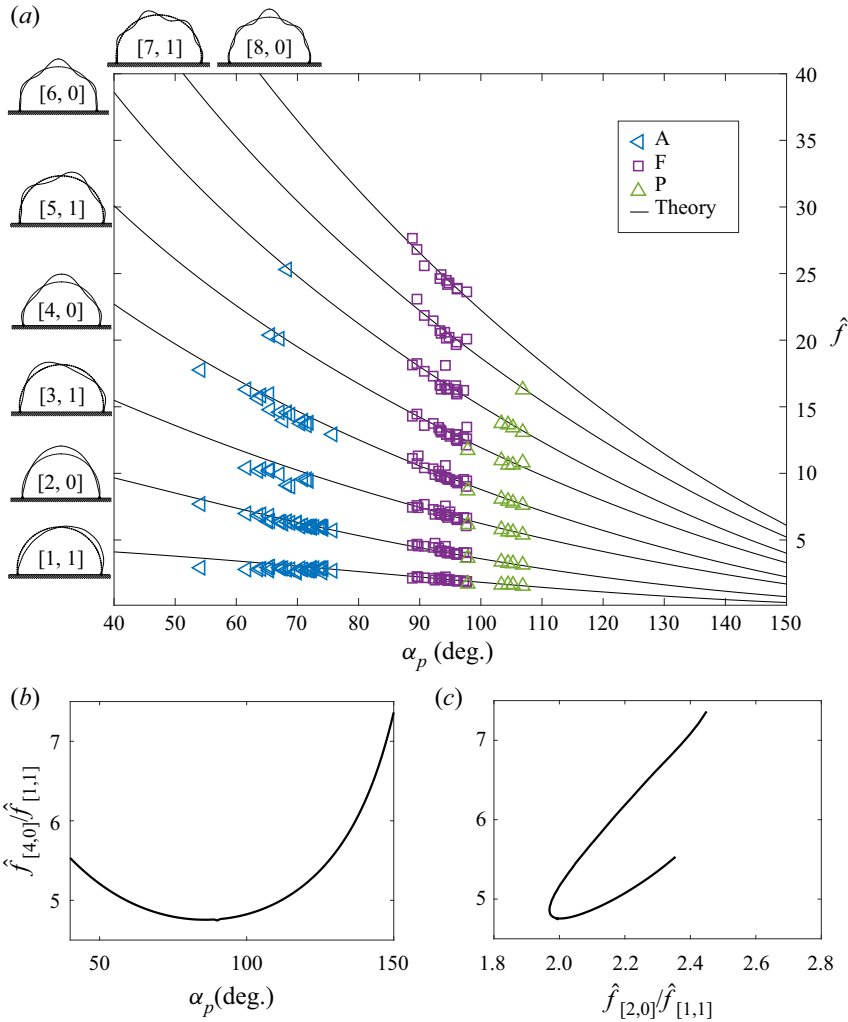 (a)
[7, 1]
[8, 0]
[6, 0]
[5, 1]
[4, 0]
[3, 1]
[2, 0]
[1, 1]
A
F
P
Theory
40
35
30
25
20
15
10
5
f̂
40 50 60 70 80 90 100 110 120 130 140 150
α_p (deg.)
(b)
7
6
5
f̂_[4,0]/f̂_[1,1]
50 100 150
α_p(deg.)
(c)
7
6
5
1.8 2.0 2.2 2.4 2.6 2.8
f̂_[2,0]/f̂_[1,1]